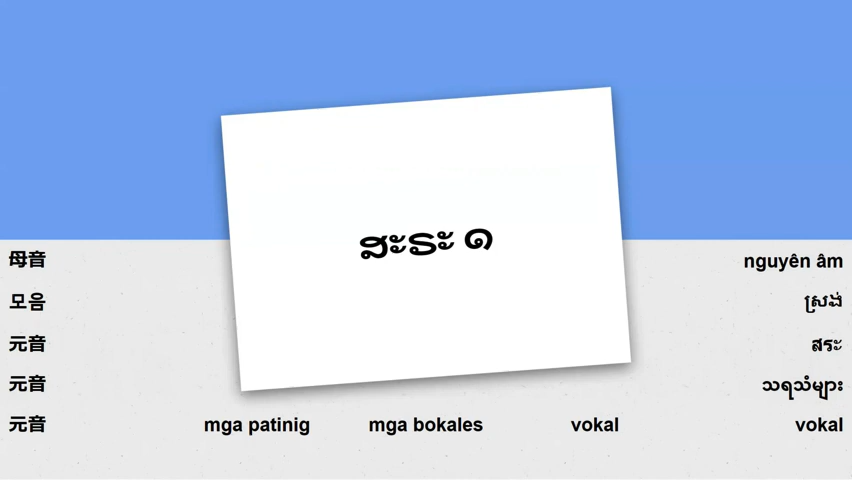 ສະຣະ ໑
母音 nguyên âm
모음 ស្រង់
元音 สระ
元音 သရသံများ
元音 mga patinig mga bokales vokal vokal